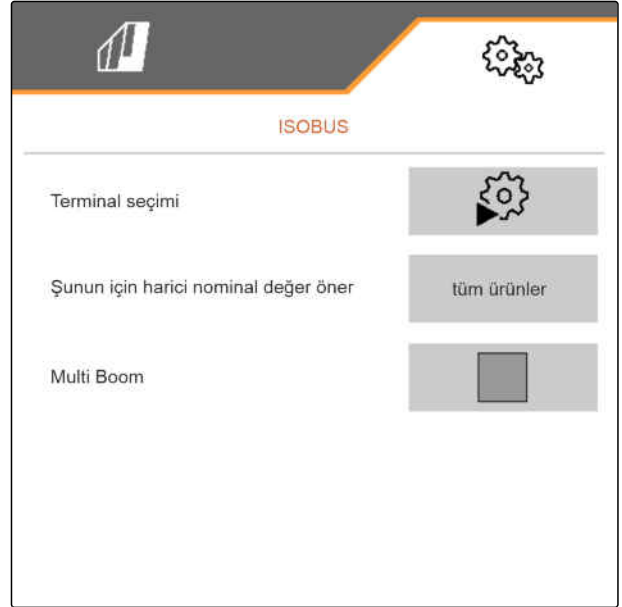 ISOBUS
Terminal seçimi
Şunun için harici nominal değer öner
tüm ürünler
Multi Boom